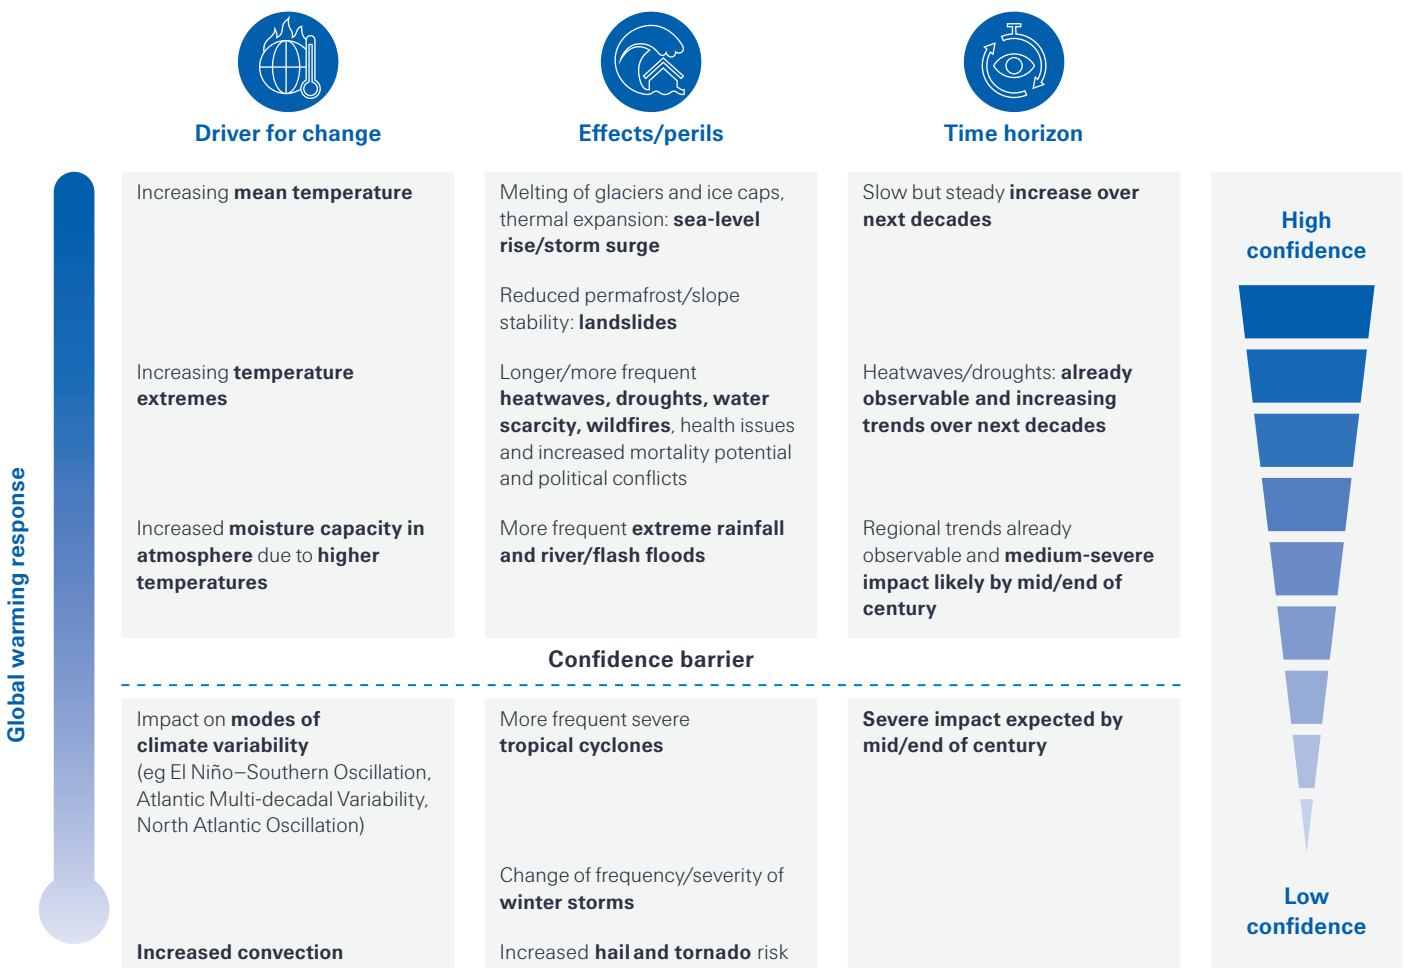 Driver for change
Effects/perils
Time horizon
Global warming response
Increasing mean temperature
Melting of glaciers and ice caps,
thermal expansion: sea-level
rise/storm surge
Reduced permafrost/slope
stability: landslides
Slow but steady increase over
next decades
Increasing temperature
extremes
Longer/more frequent
heatwaves, droughts, water
scarcity, wildfires, health issues
and increased mortality potential
and political conflicts
Heatwaves/droughts: already
observable and increasing
trends over next decades
Increased moisture capacity in
atmosphere due to higher
temperatures
More frequent extreme rainfall
and river/flash floods
Regional trends already
observable and medium-severe
impact likely by mid/end of
century
Confidence barrier
Impact on modes of
climate variability
(eg El Niño–Southern Oscillation,
Atlantic Multi-decadal Variability,
North Atlantic Oscillation)
More frequent severe
tropical cyclones
Severe impact expected by
mid/end of century
Change of frequency/severity of
winter storms
Increased convection
Increased hail and tornado risk
High
confidence
Low
confidence